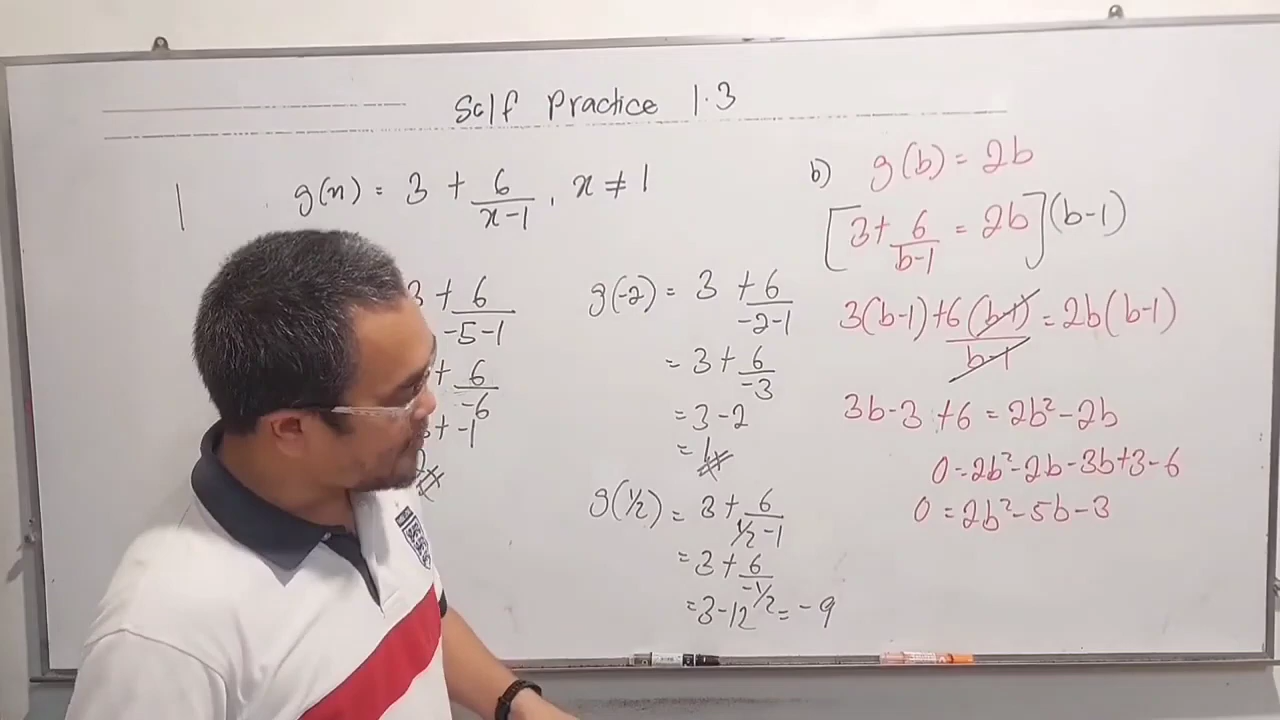 Self Practice 1.3
1 g(x) = 3 + 6/(x-1), x ≠ 1
3 + 6/(-5-1)
+ 6/-6
3 + -1
g(-2) = 3 + 6/(-2-1)
= 3 + 6/-3
= 3 - 2
= 1
g(1/2) = 3 + 6/(1/2 - 1)
= 3 + 6/(-1/2)
= 3 - 12 = -9
b) g(b) = 2b
[3 + 6/(b-1) = 2b](b-1)
3(b-1) + 6(b-1)/(b-1) = 2b(b-1)
3b - 3 + 6 = 2b² - 2b
0 = 2b² - 2b - 3b + 3 - 6
0 = 2b² - 5b - 3